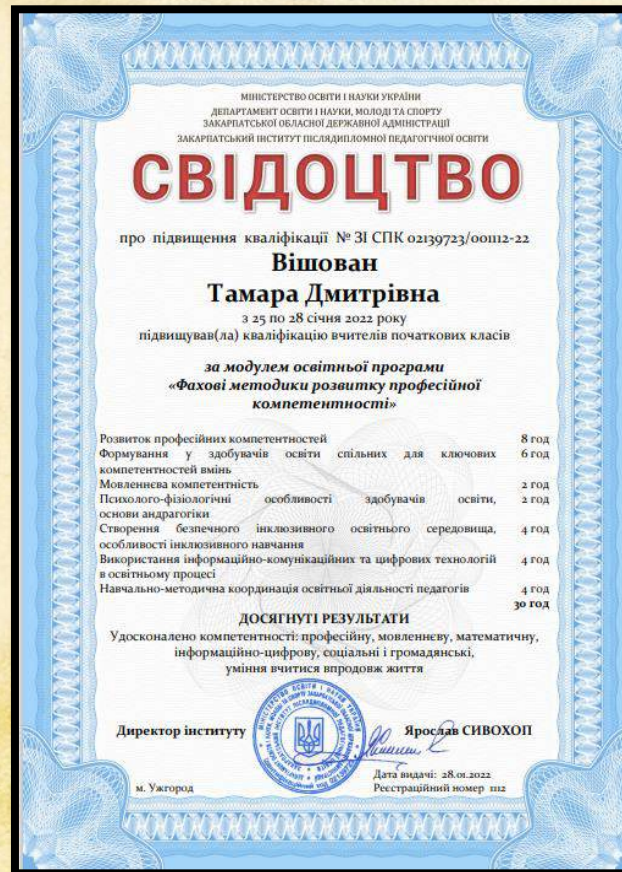 МІНІСТЕРСТВО ОСВІТИ І НАУКИ УКРАЇНИ
ДЕПАРТАМЕНТ ОСВІТИ І НАУКИ, МОЛОДІ ТА СПОРТУ
ЗАКАРПАТСЬКОЇ ОБЛАСНОЇ ДЕРЖАВНОЇ АДМІНІСТРАЦІЇ
ЗАКАРПАТСЬКИЙ ІНСТИТУТ ПІСЛЯДИПЛОМНОЇ ПЕДАГОГІЧНОЇ ОСВІТИ
СВІДОЦТВО
про підвищення кваліфікації № ЗІ СПК 02139723/001112-22
Вішован
Тамара Дмитрівна
з 25 по 28 січня 2022 року
підвищував(ла) кваліфікацію вчителів початкових класів
за модулем освітньої програми
«Фахові методики розвитку професійної
компетентності»
Розвиток професійних компетентностей 8 год
Формування у здобувачів освіти спільних для ключових 6 год
компетентностей вмінь
Мовленнєва компетентність 2 год
Психолого-фізіологічні особливості здобувачів освіти, 2 год
основи андрагогіки
Створення безпечного інклюзивного освітнього середовища, 4 год
особливості інклюзивного навчання
Використання інформаційно-комунікаційних та цифрових технологій 4 год
в освітньому процесі
Навчально-методична координація освітньої діяльності педагогів 4 год
30 год
ДОСЯГНУТІ РЕЗУЛЬТАТИ
Удосконалено компетентності: професійну, мовленнєву, математичну,
інформаційно-цифрову, соціальні і громадянські,
уміння вчитися впродовж життя
Директор інституту Ярослав СИВОХОП
Дата видачі: 28.01.2022
м. Ужгород Реєстраційний номер 1112